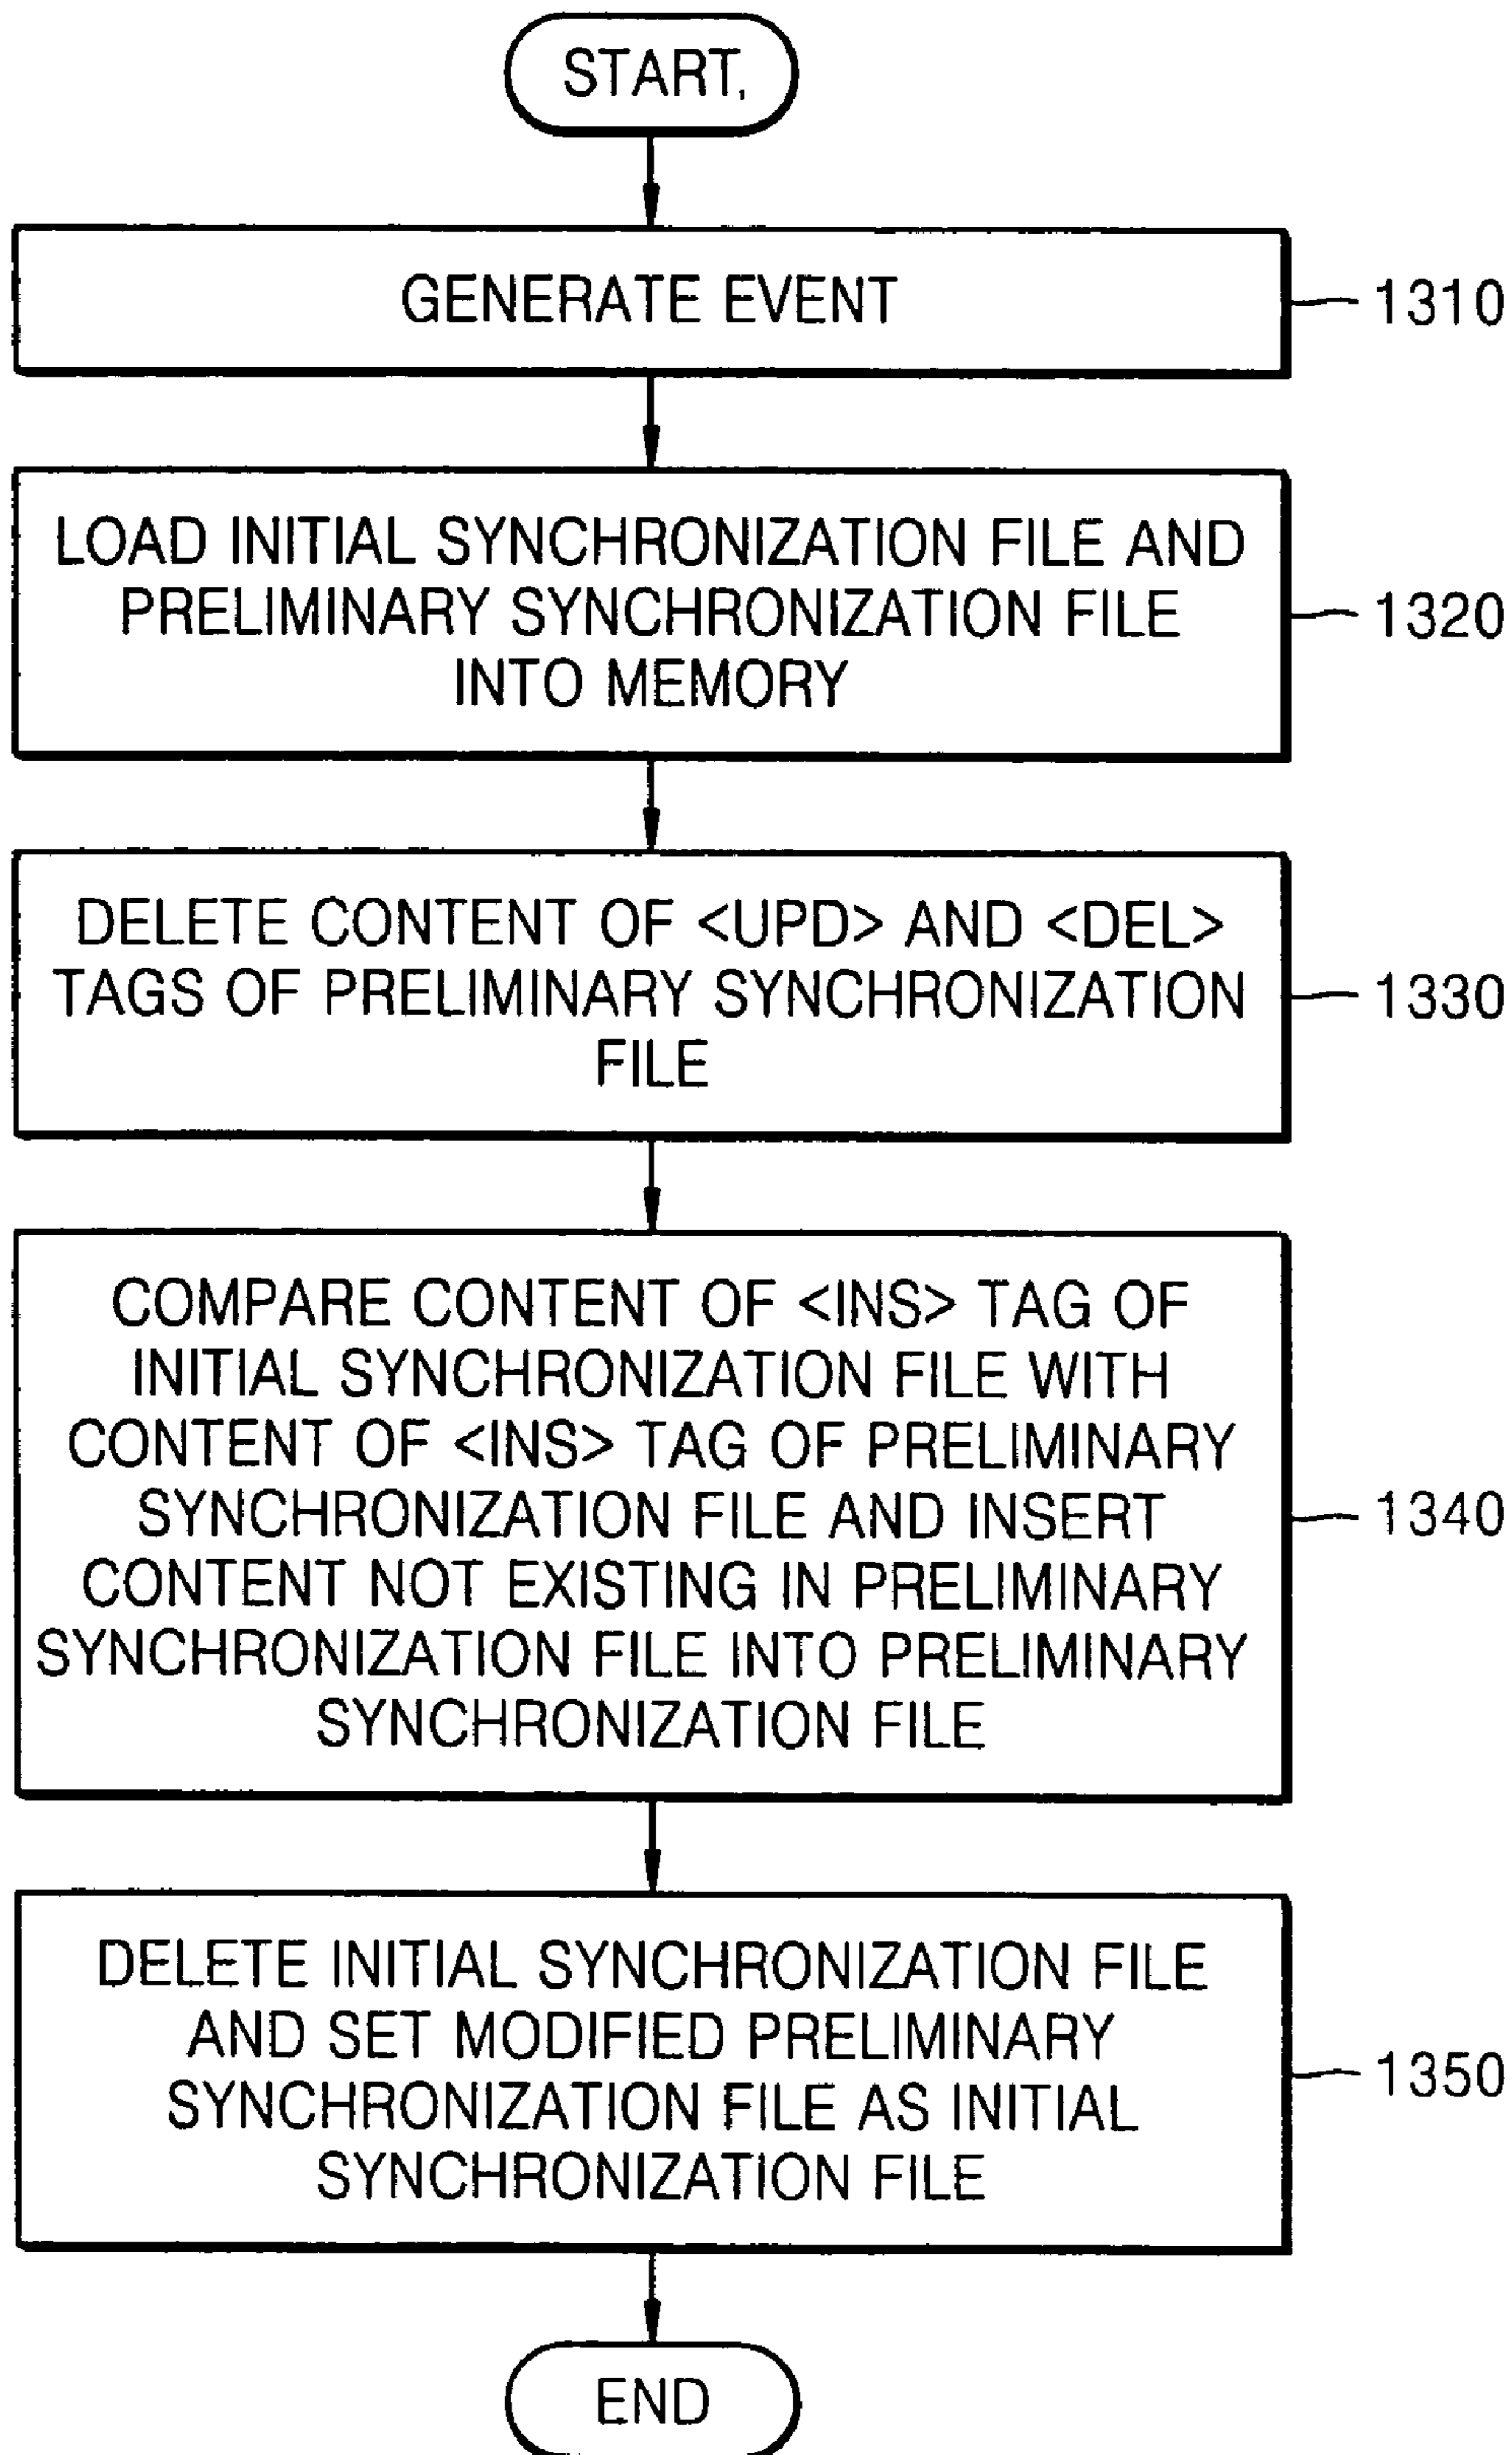 START,
GENERATE EVENT
1310
LOAD INITIAL SYNCHRONIZATION FILE AND
PRELIMINARY SYNCHRONIZATION FILE
INTO MEMORY
1320
DELETE CONTENT OF <UPD> AND <DEL>
TAGS OF PRELIMINARY SYNCHRONIZATION
FILE
1330
COMPARE CONTENT OF <INS> TAG OF
INITIAL SYNCHRONIZATION FILE WITH
CONTENT OF <INS> TAG OF PRELIMINARY
SYNCHRONIZATION FILE AND INSERT
CONTENT NOT EXISTING IN PRELIMINARY
SYNCHRONIZATION FILE INTO PRELIMINARY
SYNCHRONIZATION FILE
1340
DELETE INITIAL SYNCHRONIZATION FILE
AND SET MODIFIED PRELIMINARY
SYNCHRONIZATION FILE AS INITIAL
SYNCHRONIZATION FILE
1350
END